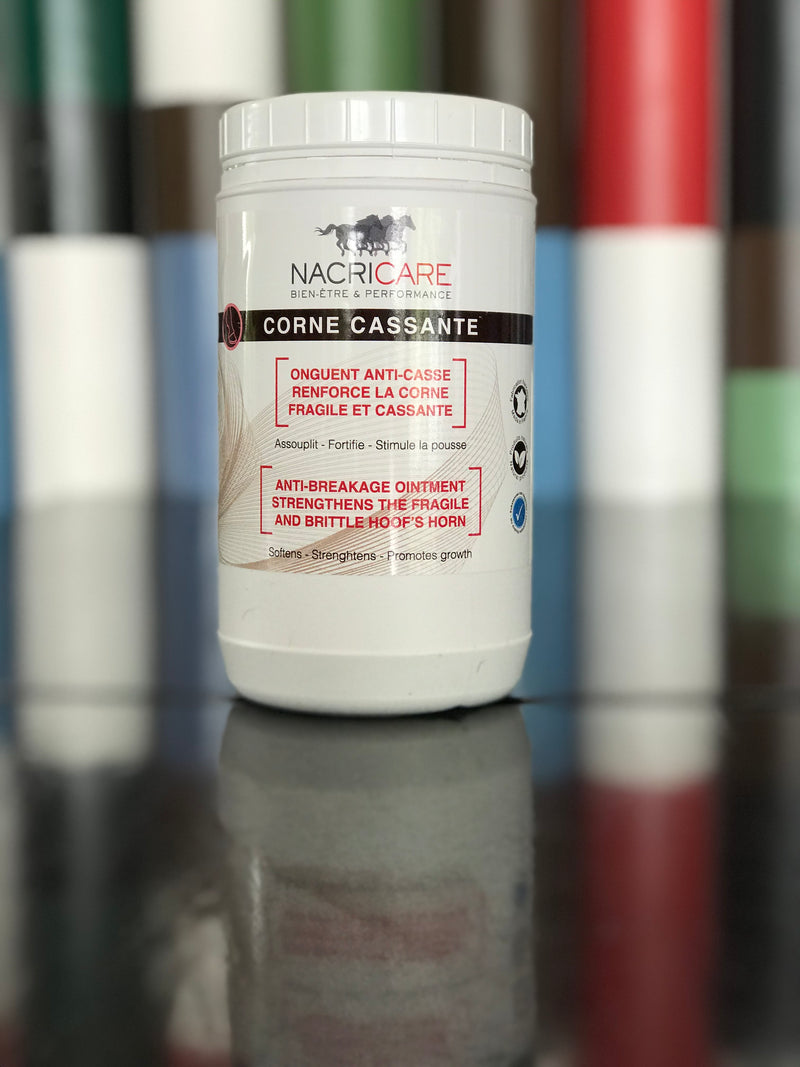 NACRICARE
BIEN-ÊTRE & PERFORMANCE
CORNE CASSANTE
ONGUENT ANTI-CASSE
RENFORCE LA CORNE
FRAGILE ET CASSANTE
Assouplit - Fortifie - Stimule la pousse
ANTI-BREAKAGE OINTMENT
STRENGTHENS THE FRAGILE
AND BRITTLE HOOF'S HORN
Softens - Strenghtens - Promotes growth